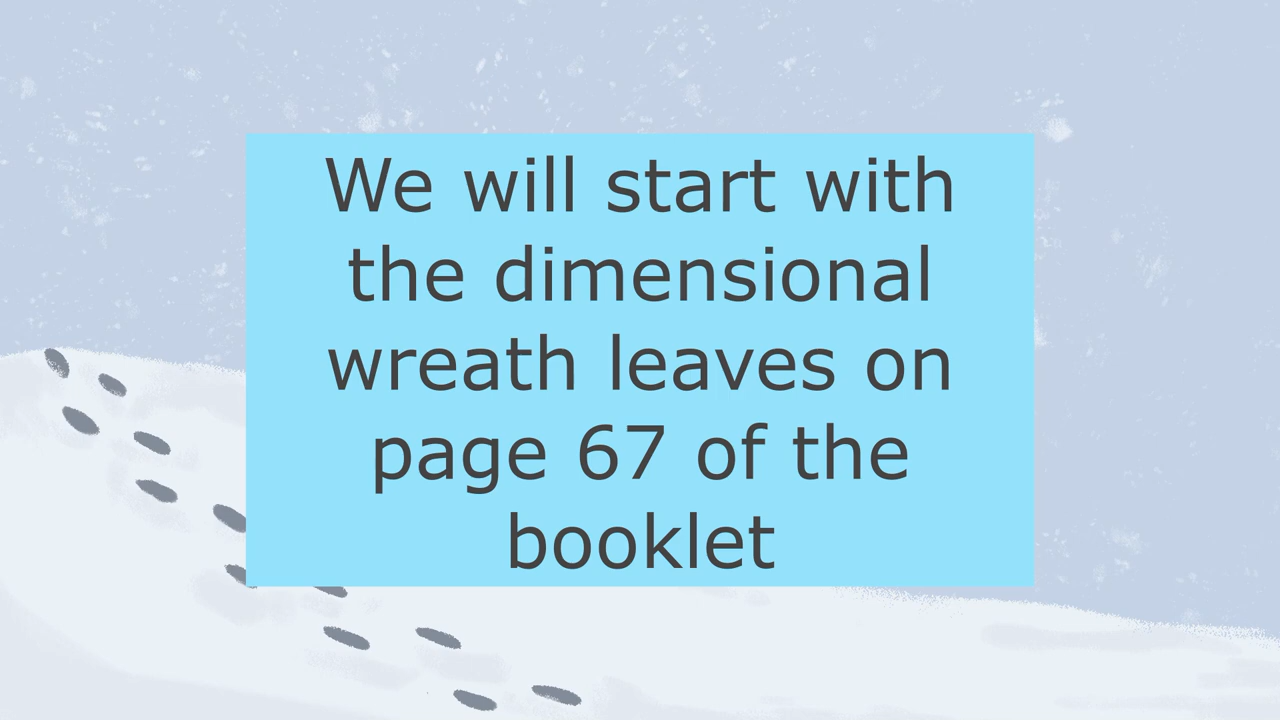 We will start with
the dimensional
wreath leaves on
page 67 of the
booklet